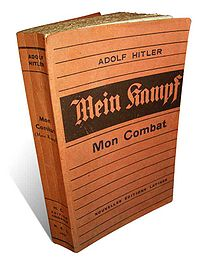 ADOLF HITLER
Mein Kampf
Mon Combat
NOUVELLES ÉDITIONS LATINES
ADOLF
HITLER
Mon
Combat